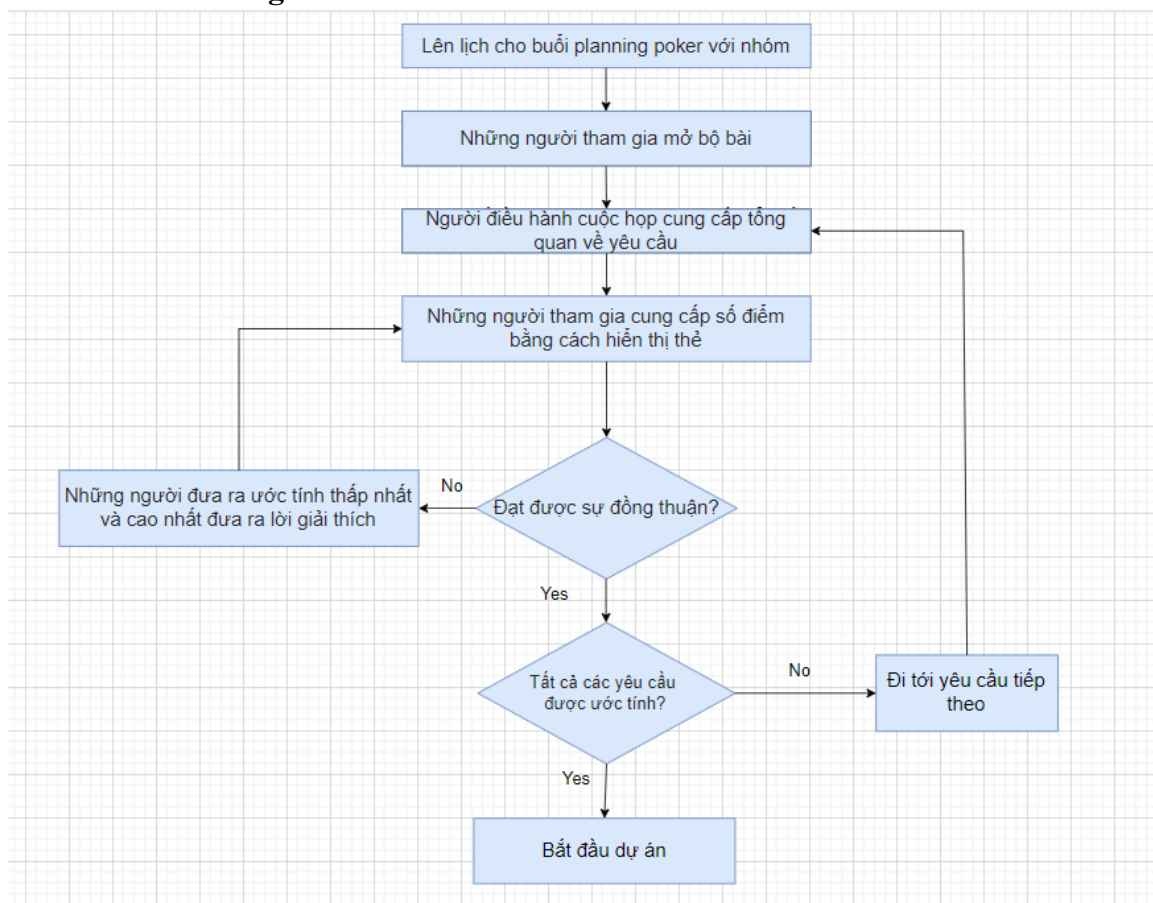 Lên lịch cho buổi planning poker với nhóm
Những người tham gia mở bộ bài
Người điều hành cuộc họp cung cấp tổng
quan về yêu cầu
Những người tham gia cung cấp số điểm
bằng cách hiển thị thẻ
Đạt được sự đồng thuận?
No
Những người đưa ra ước tính thấp nhất
và cao nhất đưa ra lời giải thích
Yes
Tất cả các yêu cầu
được ước tính?
No
Đi tới yêu cầu tiếp
theo
Yes
Bắt đầu dự án